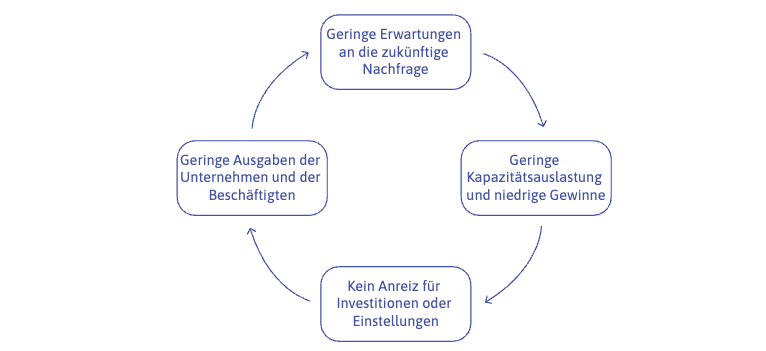 Geringe Erwartungen
an die zukünftige
Nachfrage
Geringe
Kapazitätsauslastung
und niedrige Gewinne
Kein Anreiz für
Investitionen oder
Einstellungen
Geringe Ausgaben der
Unternehmen und der
Beschäftigten